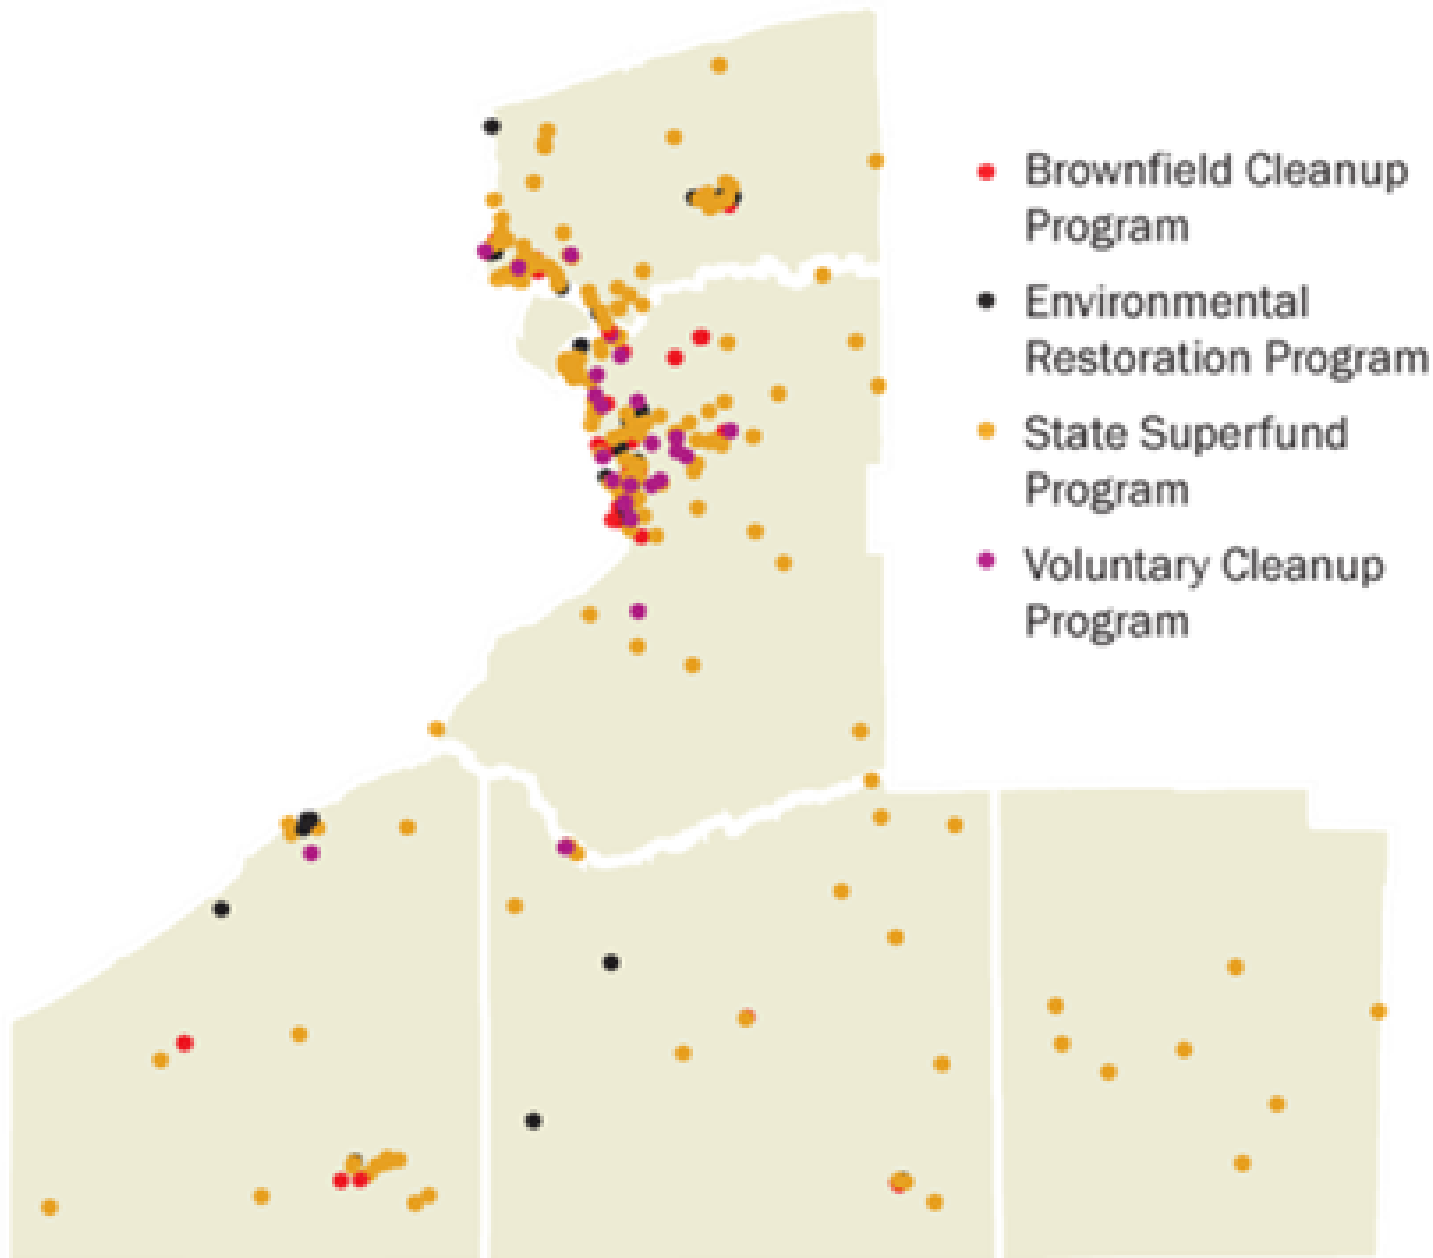 Brownfield Cleanup
Program
Environmental
Restoration Program
State Superfund
Program
Voluntary Cleanup
Program